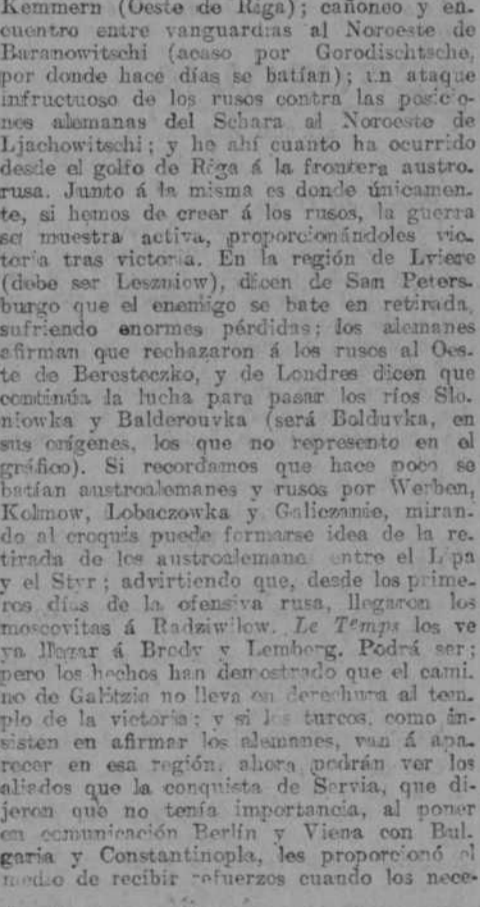 Kemmern (Oeste de Riga); cañoneo y en-
cuentro entre vanguardias al Noroeste de
Baranowitschi (acaso por Gorodischtsche,
por donde hace días se batían); un ataque
infructuoso de los rusos contra las posicio-
nes alemanas del Schara al Noroeste de
Ljachowitschi; y he ahí cuanto ha ocurrido
desde el golfo de Riga á la frontera austro-
rusa. Junto á la misma es donde únicamen-
te, si hemos de creer á los rusos, la guerra
se muestra activa, proporcionándoles vic-
toria tras victoria. En la región de Lviere
(debe ser Leszniow), dicen de San Peters-
burgo que el enemigo se bate en retirada,
sufriendo enormes pérdidas; los alemanes
afirman que rechazaron á los rusos al Oes-
te de Beresteczko, y de Londres dicen que
continúa la lucha para pasar los ríos Slo-
niowka y Balderouvka (será Bolduvka, en
sus orígenes, los que no represento en el
gráfico). Si recordamos que hace poco se
batían austroalemanes y rusos por Werben,
Kolmow, Lobaczowka y Galiczanie, miran-
do al croquis puede formarse idea de la re-
tirada de los austroalemane entre el Lipa
y el Styr; advirtiendo que, desde los prime-
ros días de la ofensiva rusa, llegaron los
moscovitas á Radziwilow. Le Temps los ve
ya llegar á Brody y Lemberg. Podrá ser;
pero los hechos han demostrado que el cami-
no de Galitzia no lleva en derechura al tem-
plo de la victoria; y si los turcos, como in-
sisten en afirmar los alemanes, van á apa-
recer en esa región, ahora podrán ver los
aliados que la conquista de Servia, que di-
jeron que no tenía importancia, al poner
en comunicación Berlín y Viena con Bul-
garia y Constantinopla, les proporcionó el
medio de recibir refuerzos cuando los nece-